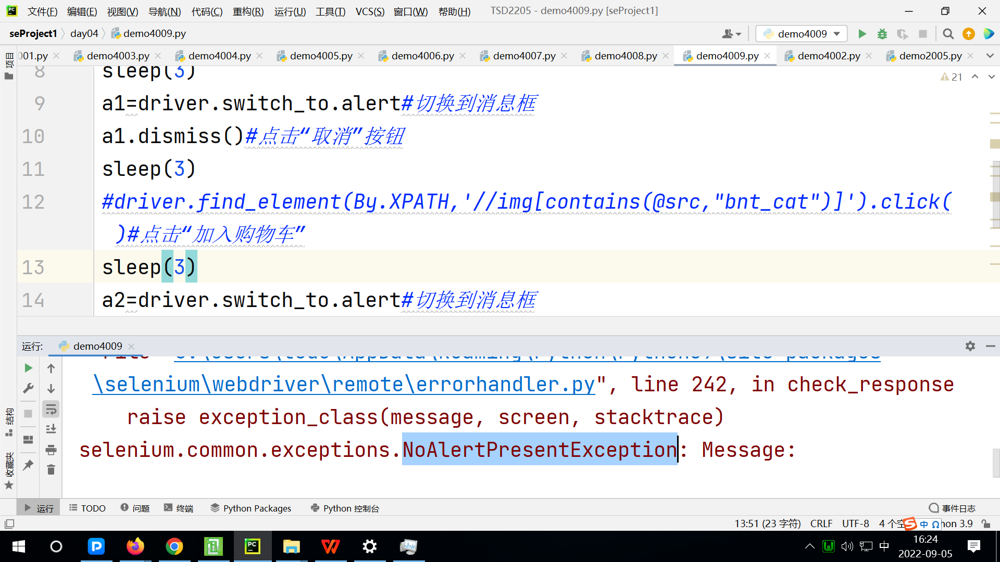 文件(F) 编辑(E) 视图(V) 导航(N) 代码(C) 重构(R) 运行(U) 工具(T) VCS(S) 窗口(W) 帮助(H) TSD2205 - demo4009.py [seProject1]
seProject1 day04 demo4009.py demo4009
001.py demo4003.py demo4004.py demo4005.py demo4006.py demo4007.py demo4008.py demo4009.py demo4002.py demo2005.py
项目
8 sleep(3)
21
9 a1=driver.switch_to.alert#切换到消息框
10 a1.dismiss()#点击“取消”按钮
11 sleep(3)
12 #driver.find_element(By.XPATH,'//img[contains(@src,"bnt_cat")]').click(
)#点击“加入购物车”
13 sleep(3)
14 a2=driver.switch_to.alert#切换到消息框
运行: demo4009
\selenium\webdriver\remote\errorhandler.py", line 242, in check_response
raise exception_class(message, screen, stacktrace)
selenium.common.exceptions.NoAlertPresentException: Message:
结构
收藏夹
运行 TODO 问题 终端 Python Packages Python 控制台 事件日志
13:51 (23 字符) CRLF UTF-8 4 个空 中 hon 3.9
中 16:24
2022-09-05